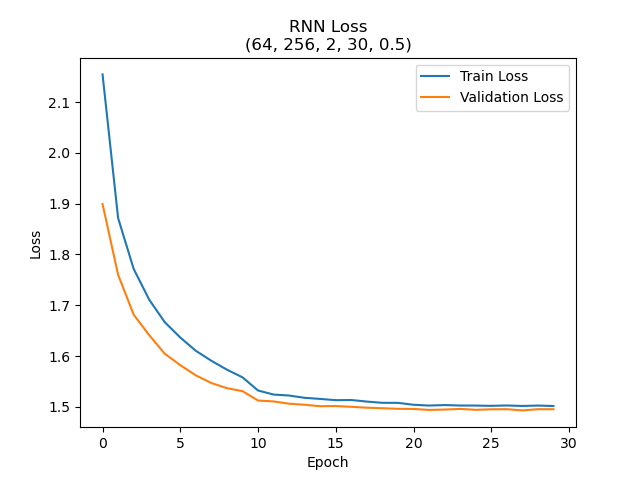 RNN Loss
(64, 256, 2, 30, 0.5)
Train Loss
Validation Loss
2.1
2.0
1.9
1.8
1.7
1.6
1.5
Loss
0 5 10 15 20 25 30
Epoch